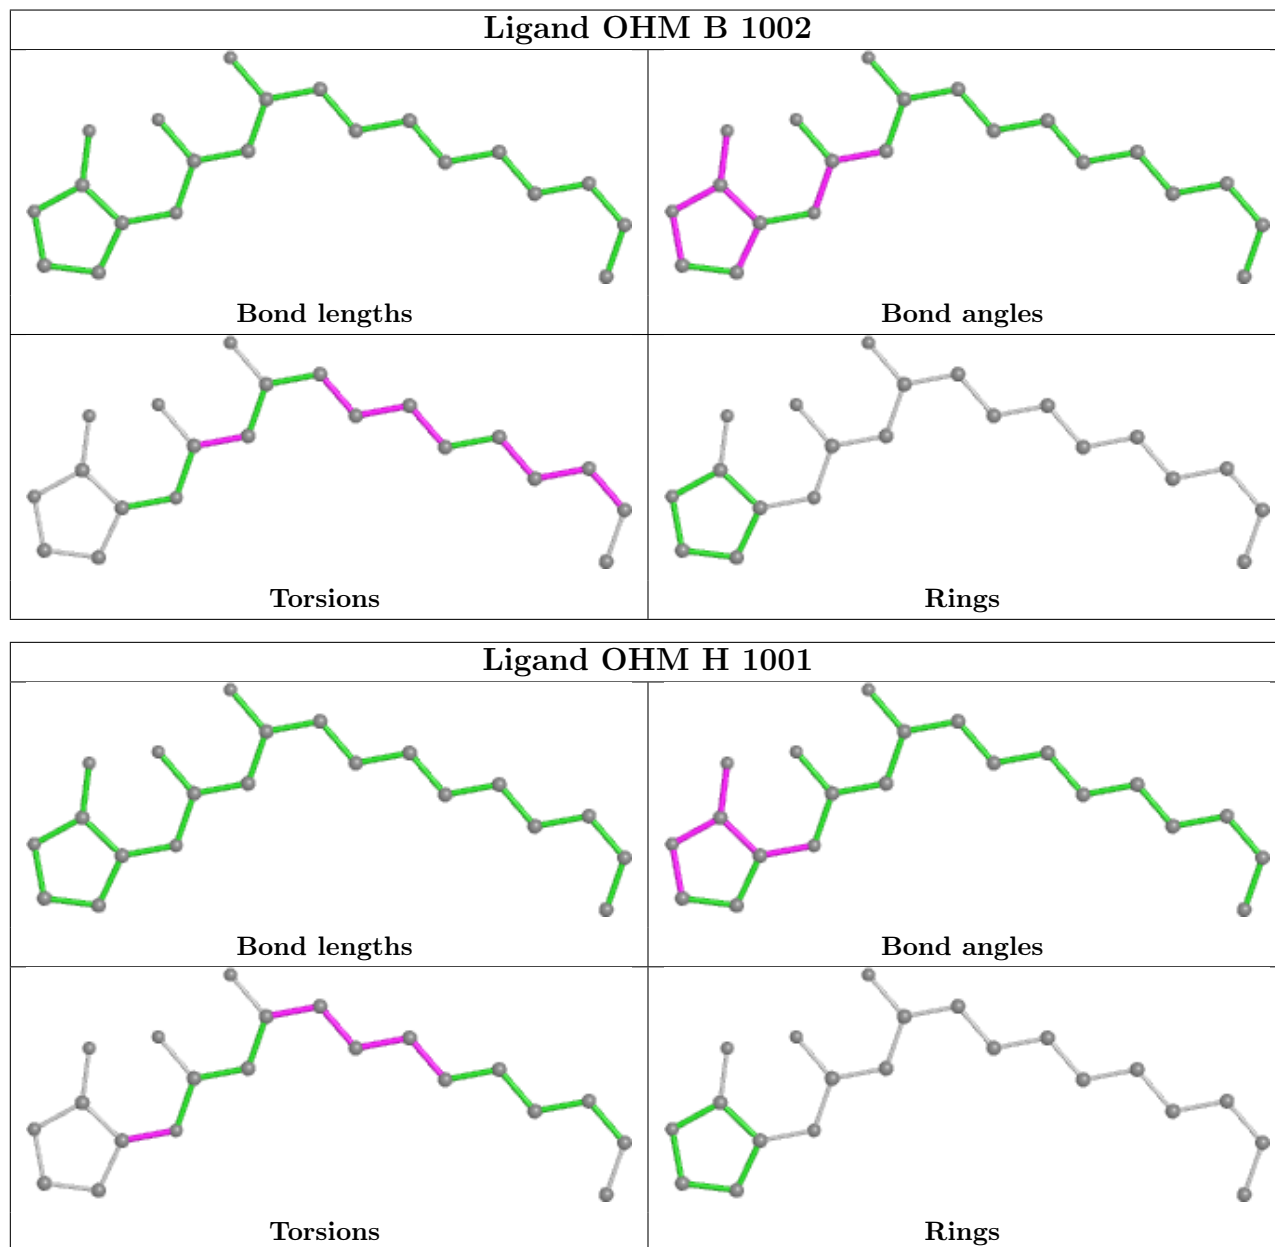 Ligand OHM B 1002
Bond lengths
Bond angles
Torsions
Rings
Ligand OHM H 1001
Bond lengths
Bond angles
Torsions
Rings